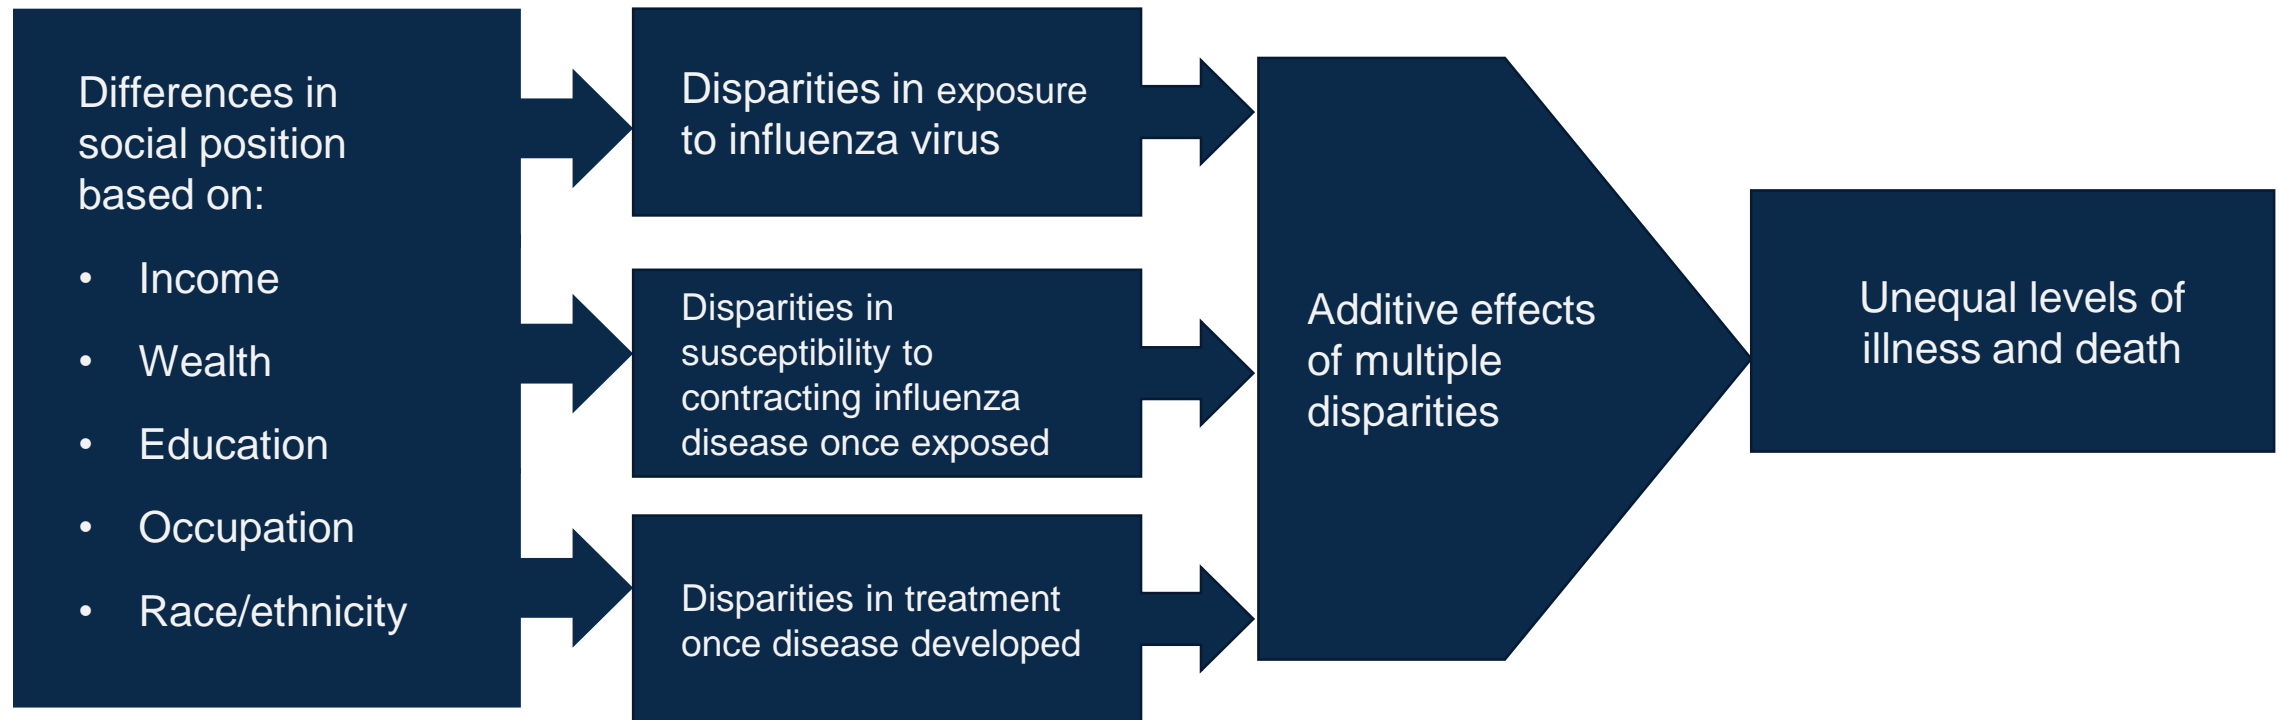 Differences in
social position
based on:
• Income
• Wealth
• Education
• Occupation
• Race/ethnicity
Disparities in exposure
to influenza virus
Disparities in
susceptibility to
contracting influenza
disease once exposed
Disparities in treatment
once disease developed
Additive effects
of multiple
disparities
Unequal levels of
illness and death